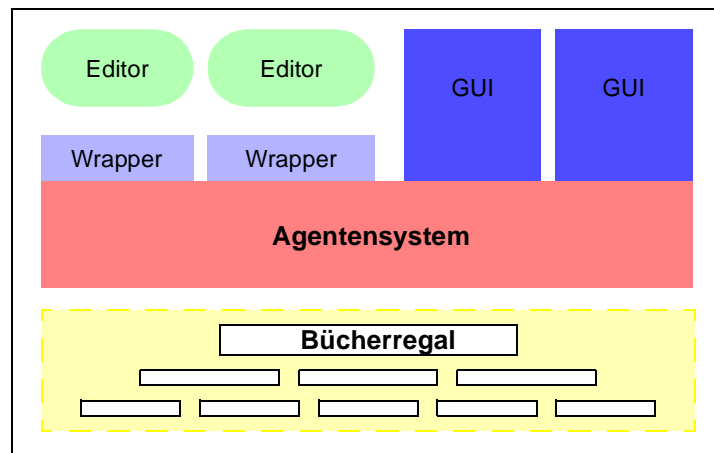 Editor
Editor
GUI
GUI
Wrapper
Wrapper
Agentensystem
Bücherregal